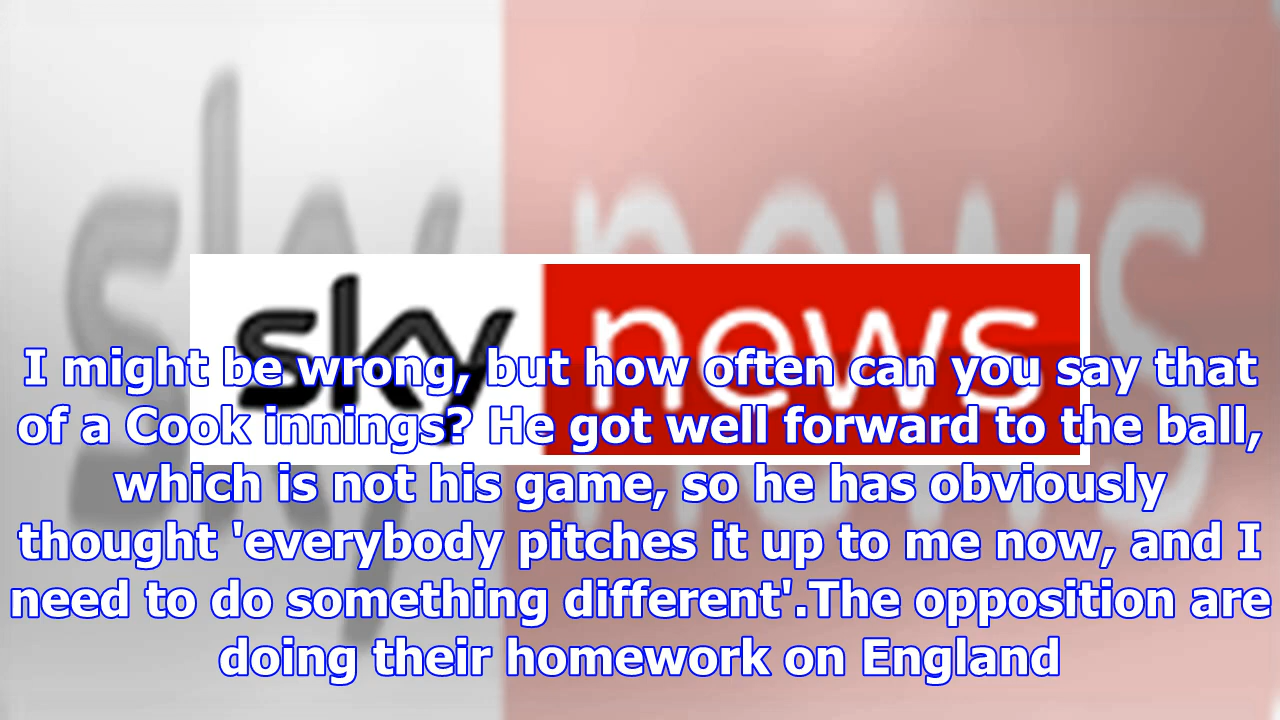 sky news
sky news
I might be wrong, but how often can you say that
of a Cook innings? He got well forward to the ball,
which is not his game, so he has obviously
thought 'everybody pitches it up to me now, and I
need to do something different'.The opposition are
doing their homework on England